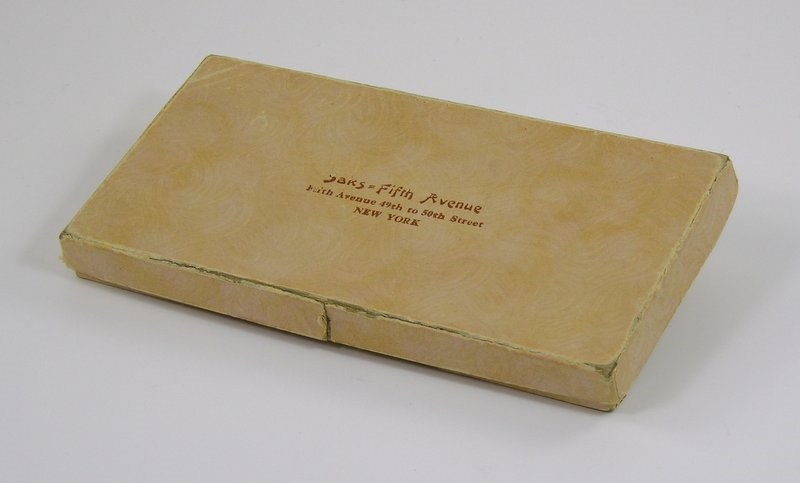 Saks=Fifth Avenue
Fifth Avenue 49th to 50th Street
NEW YORK